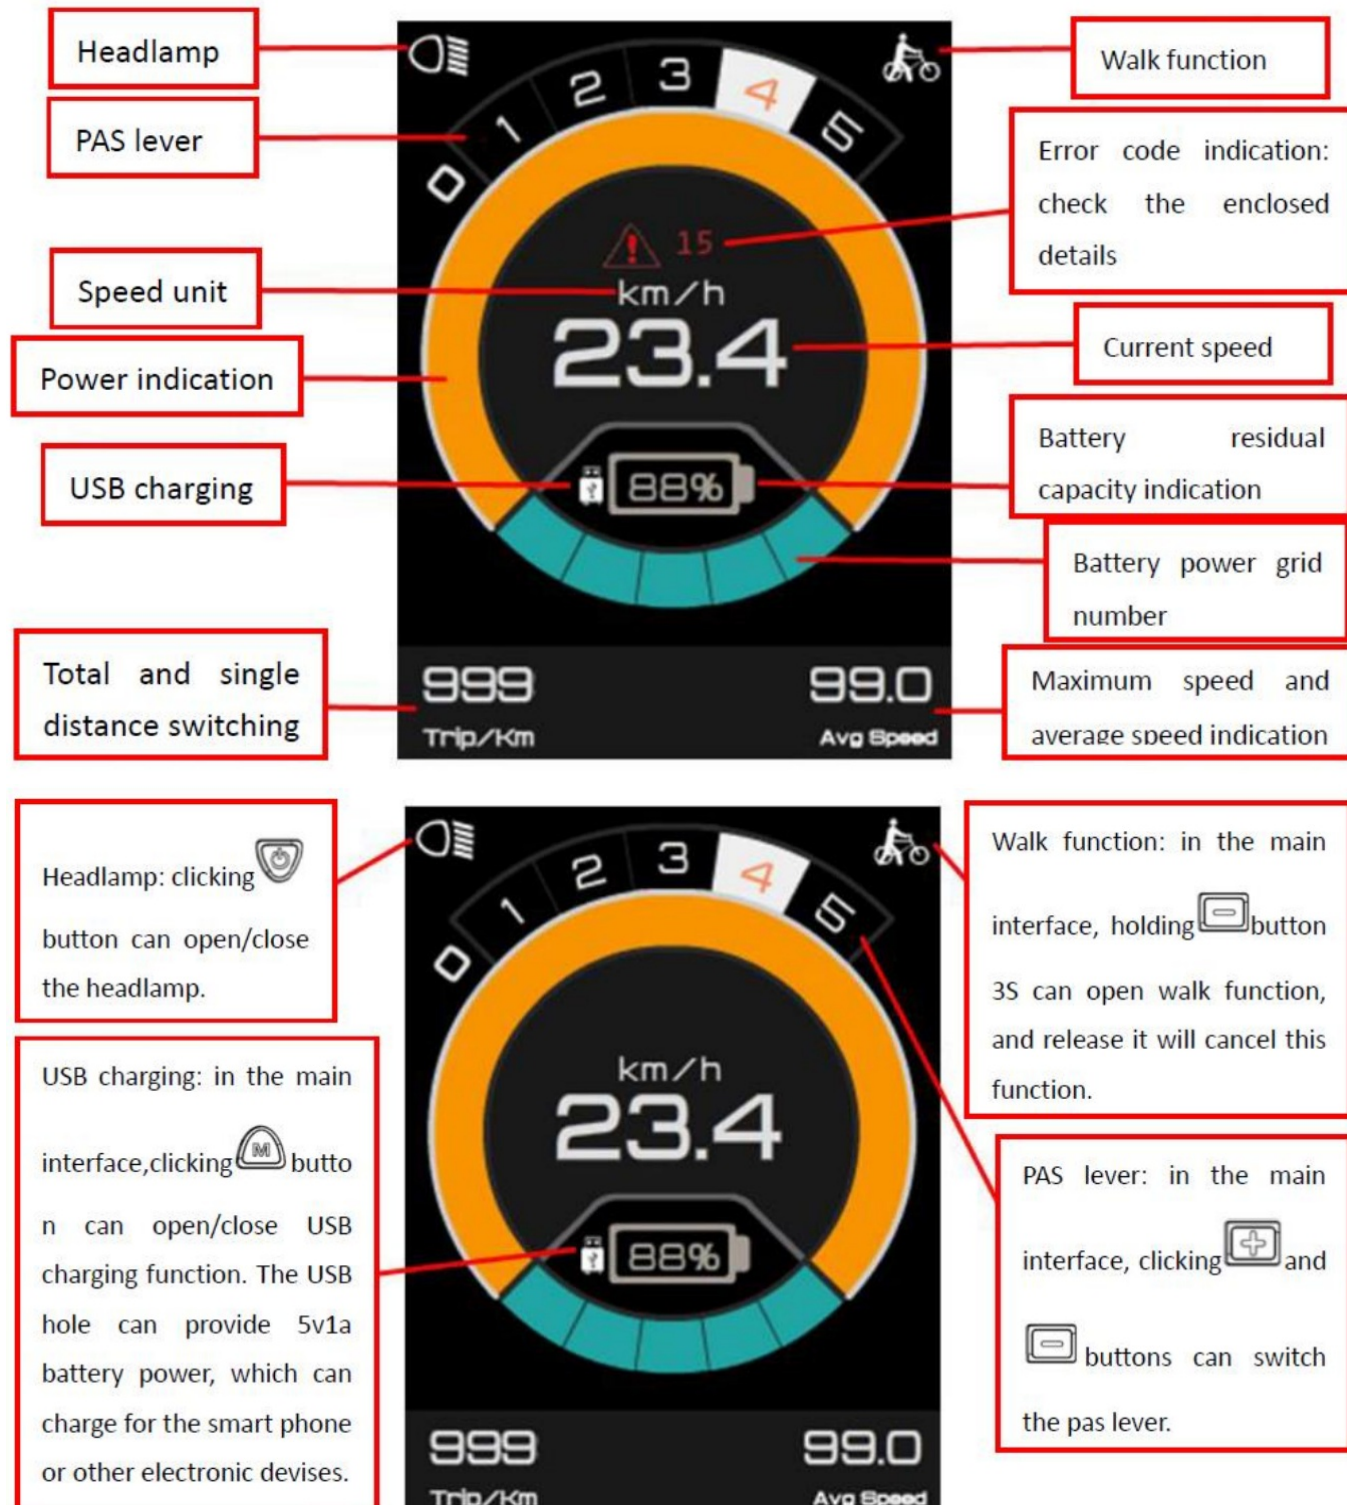 Headlamp
Walk function
PAS lever
0 1 2 3 4 5
Error code indication:
check the enclosed
details
15
Speed unit
km/h
23.4
Current speed
Power indication
Battery residual
capacity indication
USB charging
88%
Battery power grid
number
Total and single
distance switching
999
Trip/Km
99.0
Avg Speed
Maximum speed and
average speed indication
Headlamp: clicking
button can open/close
the headlamp.
0 1 2 3 4 5
Walk function: in the main
interface, holding button
3S can open walk function,
and release it will cancel this
function.
km/h
23.4
88%
USB charging: in the main
interface,clicking M butto
n can open/close USB
charging function. The USB
hole can provide 5v1a
battery power, which can
charge for the smart phone
or other electronic devises.
PAS lever: in the main
interface, clicking and
buttons can switch
the pas lever.
999
Trip/Km
99.0
Avg Speed